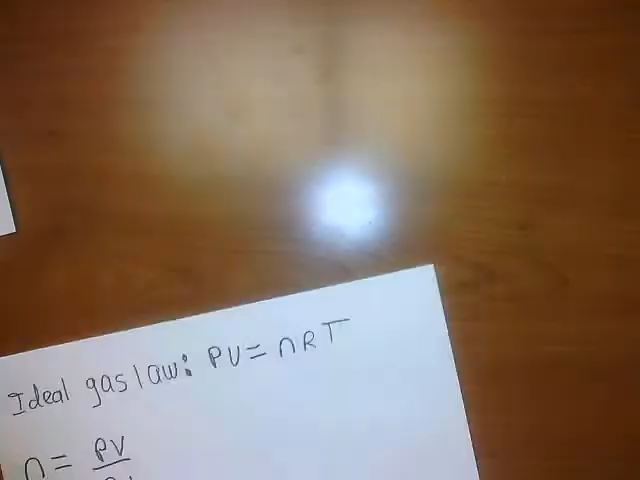 Ideal gas law: PV = nRT
n = PV